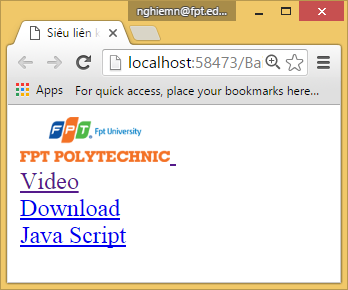 nghiemn@fpt.ed...
Siêu liên k
localhost:58473/Ba
Apps For quick access, place your bookmarks here...
FPT Fpt University
FPT POLYTECHNIC
Video
Download
Java Script